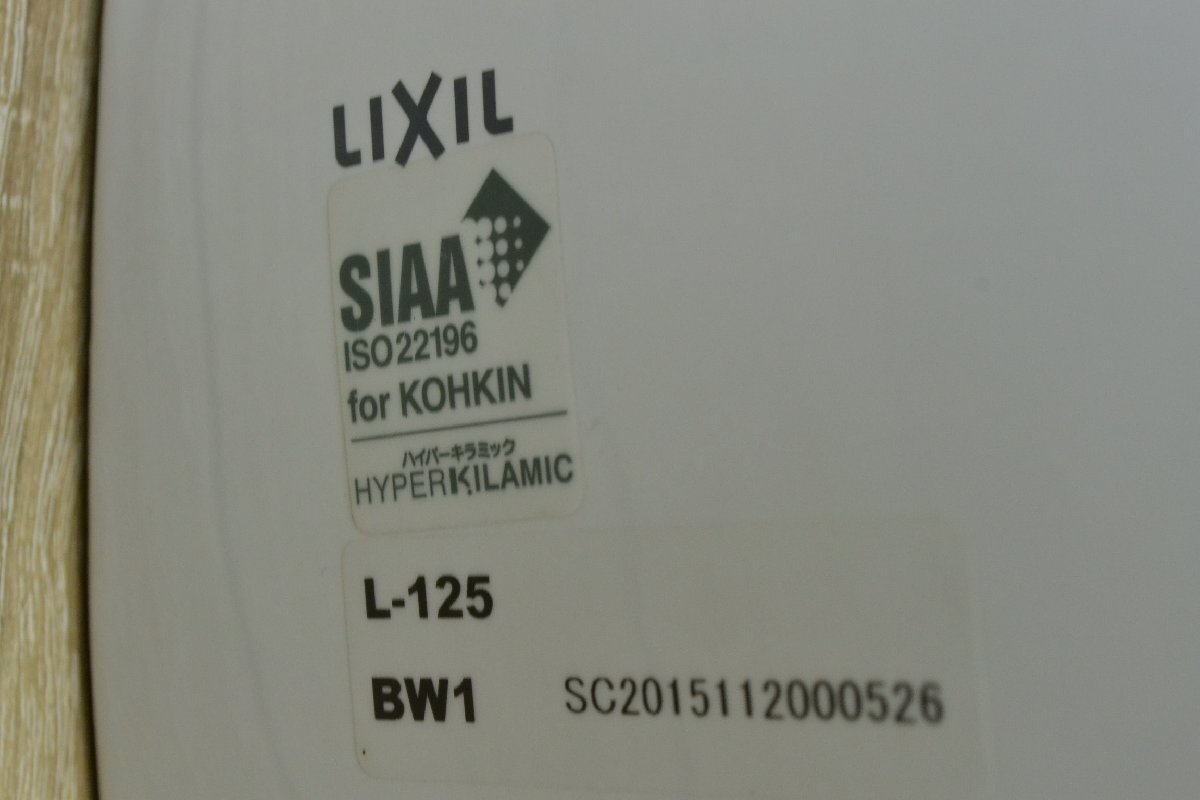 LIXIL
SIAA
ISO22196
for KOHKIN
ハイパーキラミック
HYPERKILAMIC
L-125
BW1 SC2015112000526